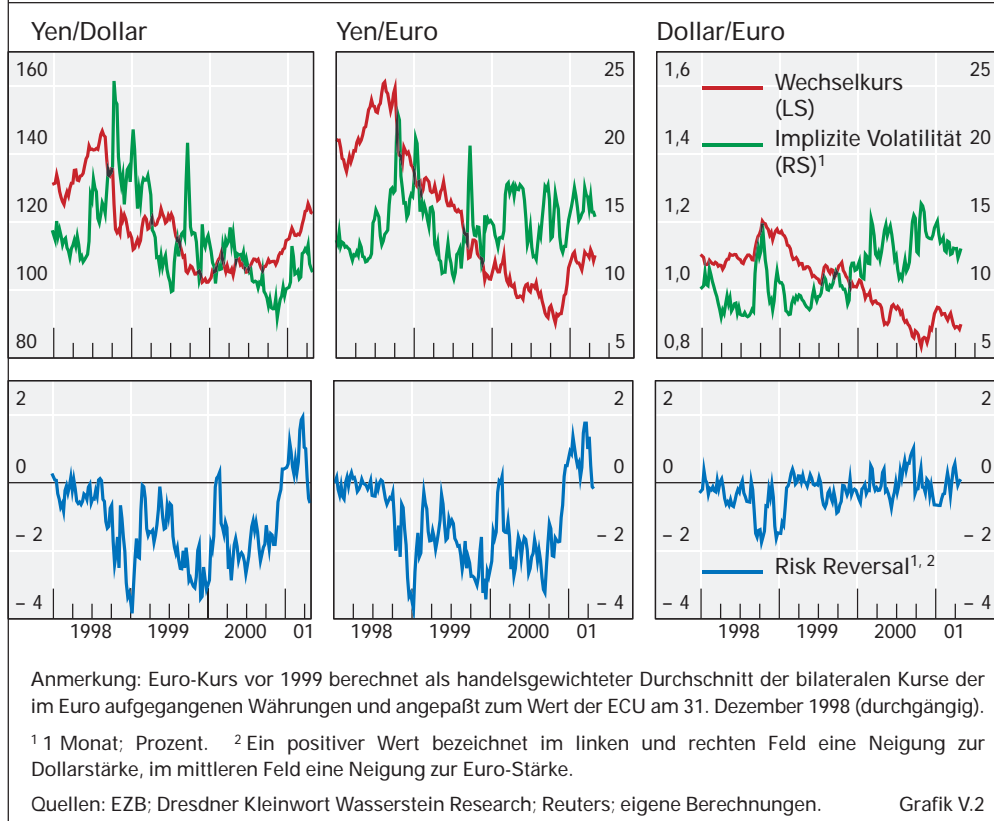 Yen/Dollar
Yen/Euro
Dollar/Euro
160
140
120
100
80
25
20
15
10
5
1,6
1,4
1,2
1,0
0,8
25
20
15
10
5
Wechselkurs
(LS)
Implizite Volatilität
(RS)¹
2
0
– 2
– 4
2
0
– 2
– 4
2
0
– 2
– 4
2
0
– 2
– 4
Risk Reversal¹, ²
1998 1999 2000 01
1998 1999 2000 01
1998 1999 2000 01
Anmerkung: Euro-Kurs vor 1999 berechnet als handelsgewichteter Durchschnitt der bilateralen Kurse der
im Euro aufgegangenen Währungen und angepaßt zum Wert der ECU am 31. Dezember 1998 (durchgängig).
¹ 1 Monat; Prozent. ² Ein positiver Wert bezeichnet im linken und rechten Feld eine Neigung zur
Dollarstärke, im mittleren Feld eine Neigung zur Euro-Stärke.
Quellen: EZB; Dresdner Kleinwort Wasserstein Research; Reuters; eigene Berechnungen. Grafik V.2